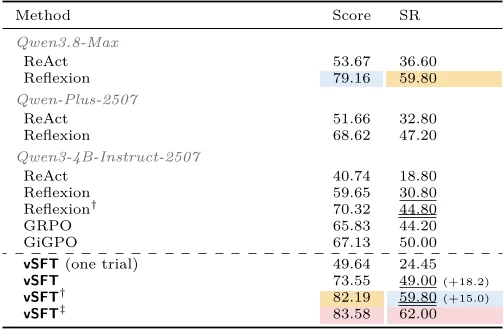 Method Score SR
Qwen3.8-Max
ReAct 53.67 36.60
Reflexion 79.16 59.80
Qwen-Plus-2507
ReAct 51.66 32.80
Reflexion 68.62 47.20
Qwen3-4B-Instruct-2507
ReAct 40.74 18.80
Reflexion 59.65 30.80
Reflexion† 70.32 44.80
GRPO 65.83 44.20
GiGPO 67.13 50.00
vSFT (one trial) 49.64 24.45
vSFT 73.55 49.00 (+18.2)
vSFT† 82.19 59.80 (+15.0)
vSFT‡ 83.58 62.00